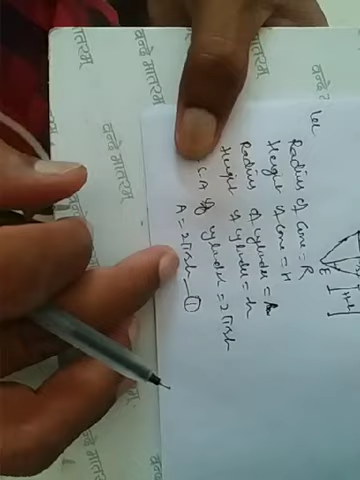 Let
Radius of Cone = R
Height of Cone = H
Radius of cylinder = r
Height of cylinder = h
C.S.A of cylinder = 2πrh
A = 2πrh — ①
E
H-h
वन्दे मातरम्
वन्दे मातरम्
वन्दे मातरम्
वन्दे मातरम्